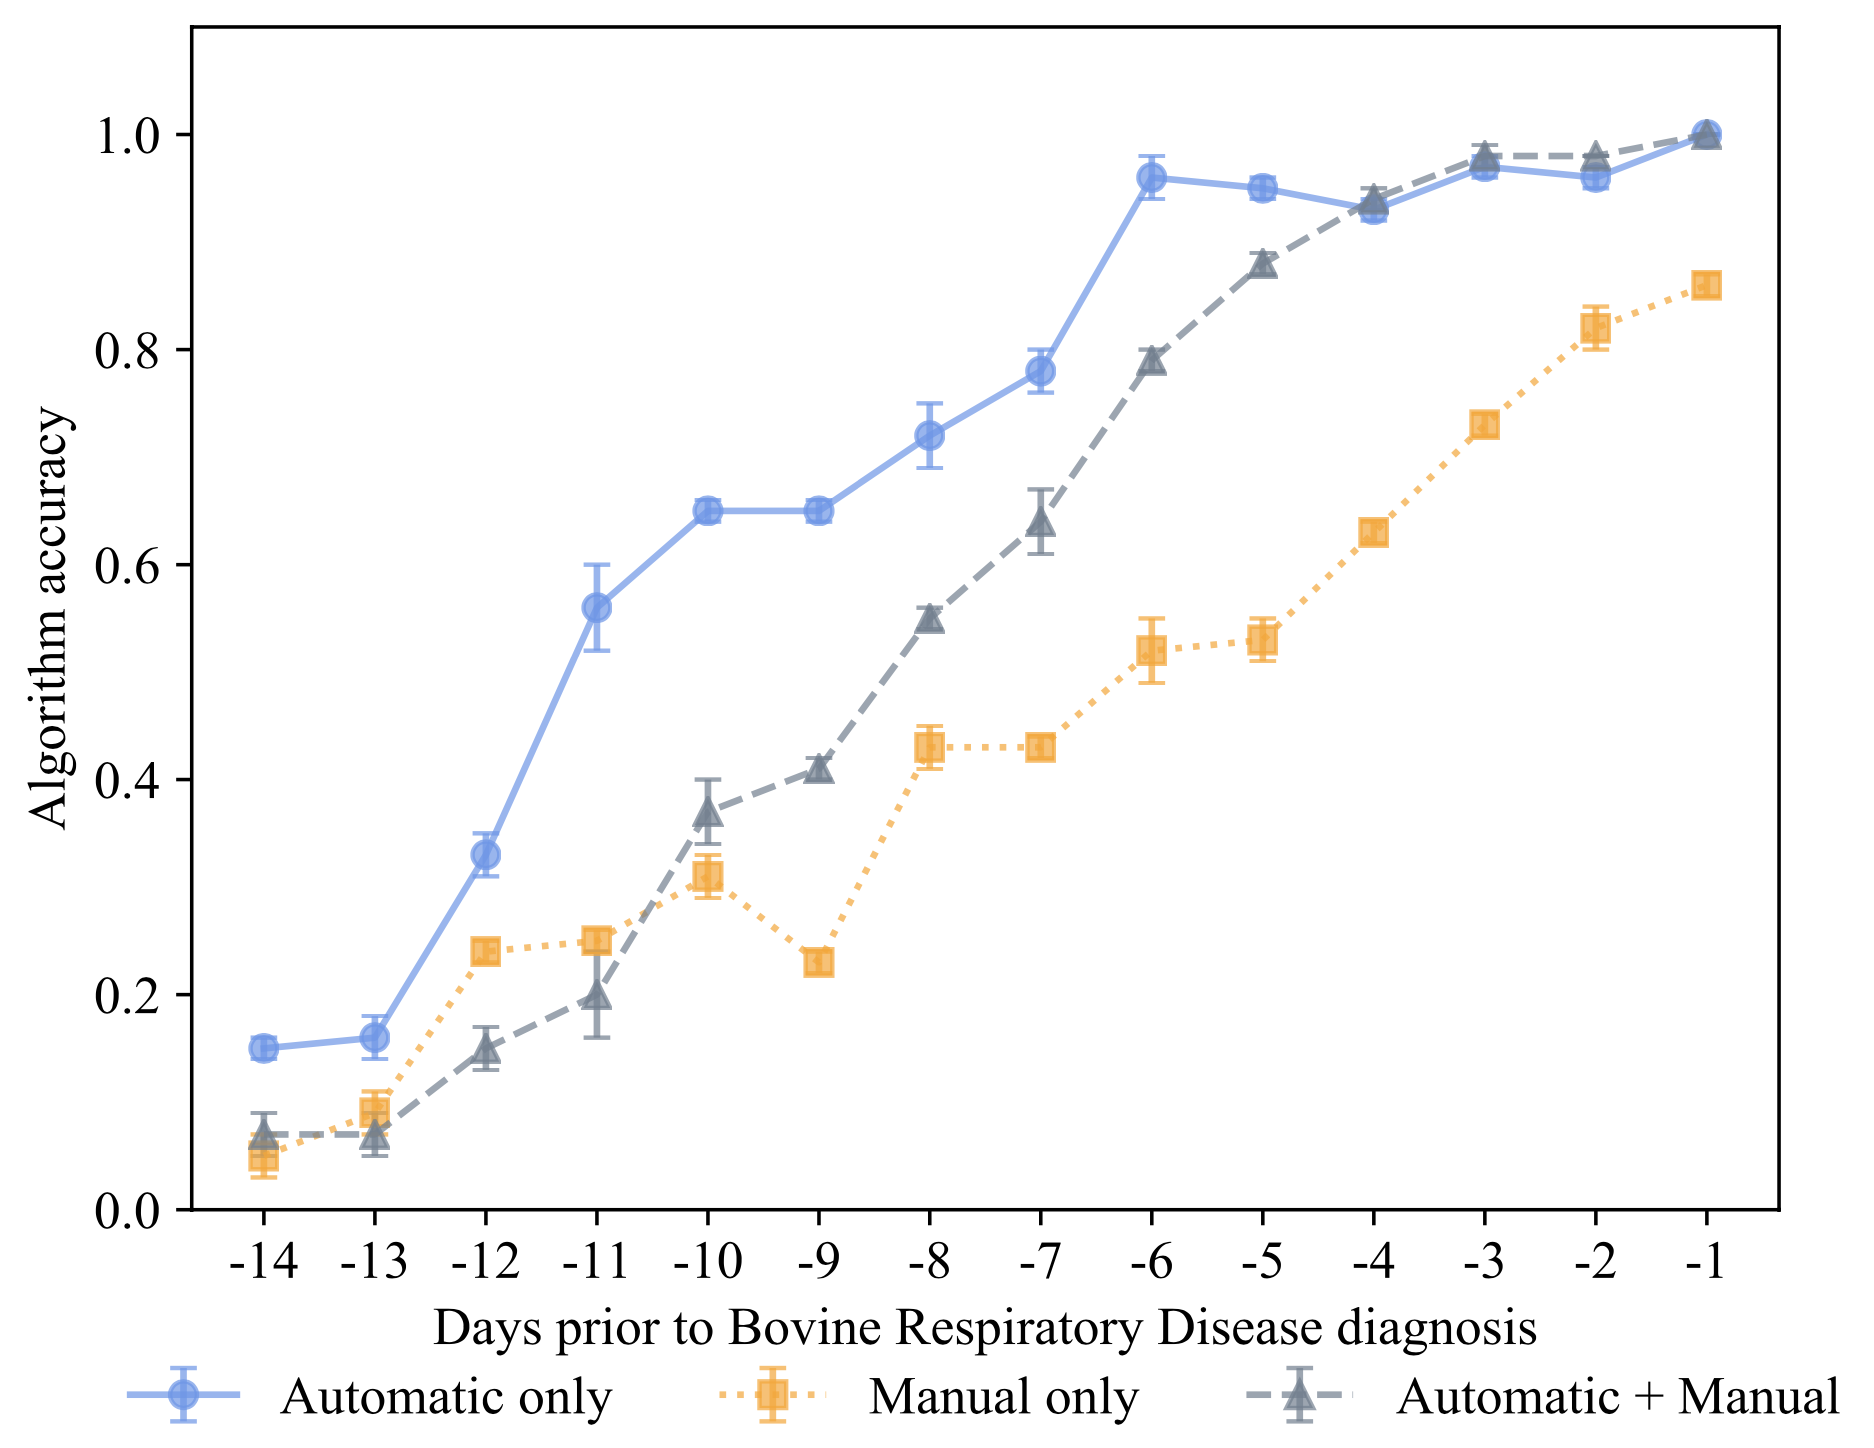 Algorithm accuracy
1.0
0.8
0.6
0.4
0.2
0.0
-14 -13 -12 -11 -10 -9 -8 -7 -6 -5 -4 -3 -2 -1
Days prior to Bovine Respiratory Disease diagnosis
Automatic only Manual only Automatic + Manual